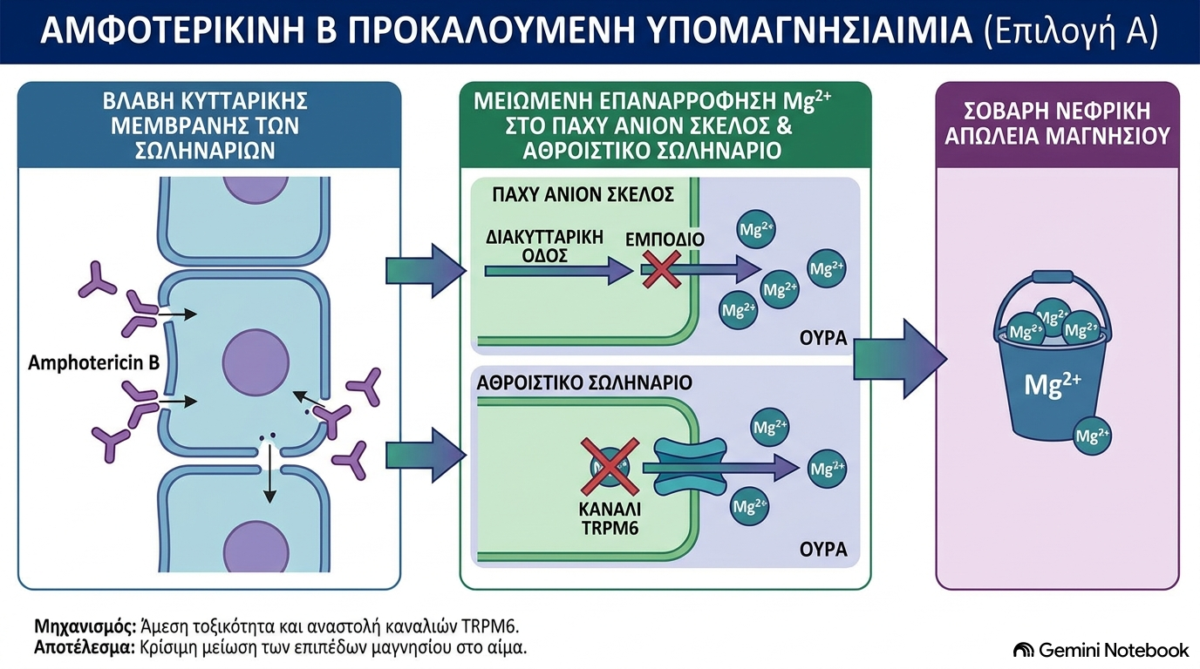 ΑΜΦΟΤΕΡΙΚΙΝΗ Β ΠΡΟΚΑΛΟΥΜΕΝΗ ΥΠΟΜΑΓΝΗΣΙΑΙΜΙΑ (Επιλογή Α)
ΒΛΑΒΗ ΚΥΤΤΑΡΙΚΗΣ
ΜΕΜΒΡΑΝΗΣ ΤΩΝ
ΣΩΛΗΝΑΡΙΩΝ
Amphotericin B
ΜΕΙΩΜΕΝΗ ΕΠΑΝΑΡΡΟΦΗΣΗ Mg²⁺
ΣΤΟ ΠΑΧΥ ΑΝΙΟΝ ΣΚΕΛΟΣ &
ΑΘΡΟΙΣΤΙΚΟ ΣΩΛΗΝΑΡΙΟ
ΠΑΧΥ ΑΝΙΟΝ ΣΚΕΛΟΣ
ΔΙΑΚΥΤΤΑΡΙΚΗ
ΟΔΟΣ
ΕΜΠΟΔΙΟ
Mg²⁺
Mg²⁺
Mg²⁺
Mg²⁺
ΟΥΡΑ
ΑΘΡΟΙΣΤΙΚΟ ΣΩΛΗΝΑΡΙΟ
Mg²⁺
Mg²⁺
Mg²⁺
ΚΑΝΑΛΙ
TRPM6
ΟΥΡΑ
ΣΟΒΑΡΗ ΝΕΦΡΙΚΗ
ΑΠΩΛΕΙΑ ΜΑΓΝΗΣΙΟΥ
Mg²⁺
Mg²⁺
Mg²⁺
Mg²⁺
Mg²⁺
Μηχανισμός: Άμεση τοξικότητα και αναστολή καναλιών TRPM6.
Αποτέλεσμα: Κρίσιμη μείωση των επιπέδων μαγνησίου στο αίμα.
Gemini Notebook